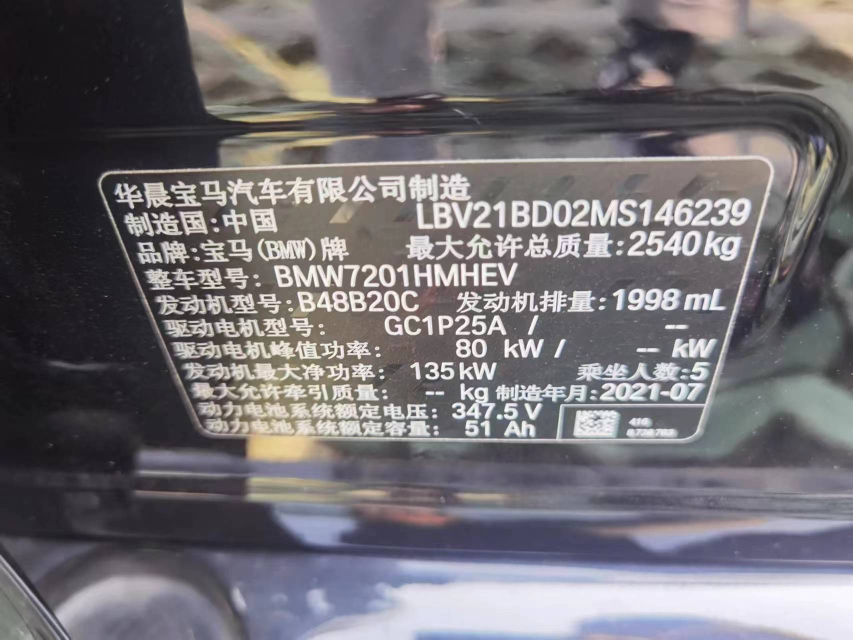 华晨宝马汽车有限公司制造
制造国:中国 LBV21BD02MS146239
品牌:宝马(BMW)牌 最大允许总质量:2540kg
整车型号:BMW7201HMHEV
发动机型号:B48B20C 发动机排量:1998 mL
驱动电机型号: GC1P25A / --
驱动电机峰值功率: 80 kW / -- kW
发动机最大净功率: 135kW 乘坐人数:5
最大允许牵引质量: -- kg 制造年月:2021-07
动力电池系统额定电压:347.5 V
动力电池系统额定容量: 51 Ah